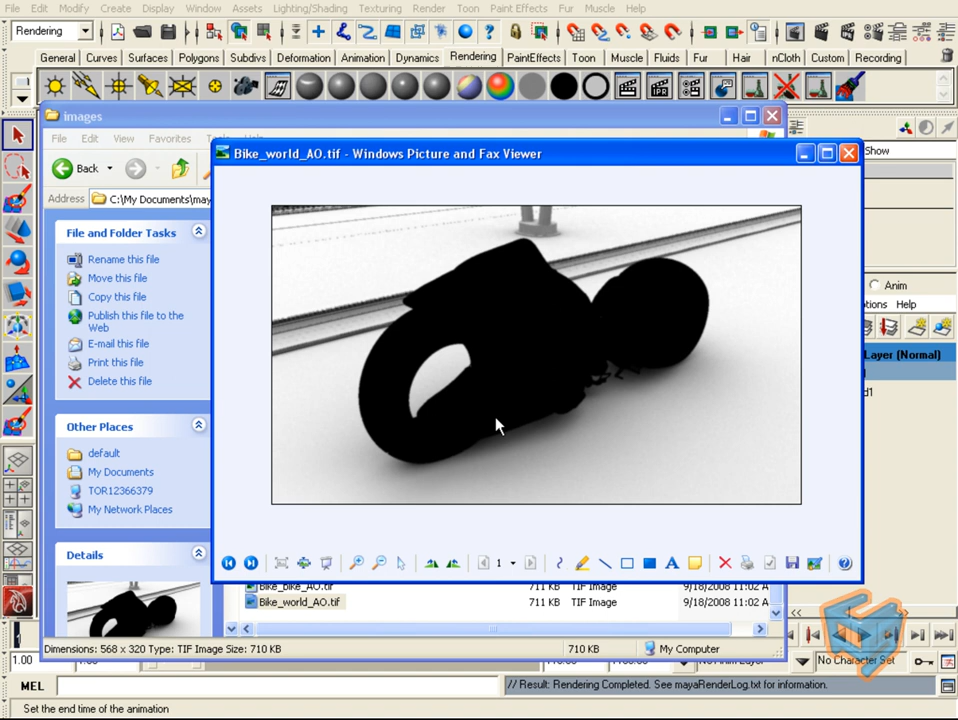 File Edit Modify Create Display Window Assets Lighting/Shading Texturing Render Toon Paint Effects Fur Muscle Help
Rendering
General Curves Surfaces Polygons Subdivs Deformation Animation Dynamics Rendering PaintEffects Toon Muscle Fluids Fur Hair nCloth Custom Recording
IPR
images
File Edit View Favorites
Show
Bike_world_AO.tif - Windows Picture and Fax Viewer
Back
Address C:\My Documents\may
File and Folder Tasks
Rename this file
Move this file
Copy this file
Publish this file to the
Web
E-mail this file
Print this file
Delete this file
Anim
tions Help
Layer (Normal)
d1
Other Places
default
My Documents
TOR12366379
My Network Places
Details
1
Bike_bike_AO.tif 711 KB TIF Image 9/18/2008 11:02 A
Bike_world_AO.tif 711 KB TIF Image 9/18/2008 11:02 A
Dimensions: 568 x 320 Type: TIF Image Size: 710 KB 710 KB My Computer
1.00 No Character Set
MEL // Result: Rendering Completed. See mayaRenderLog.txt for information.
Set the end time of the animation